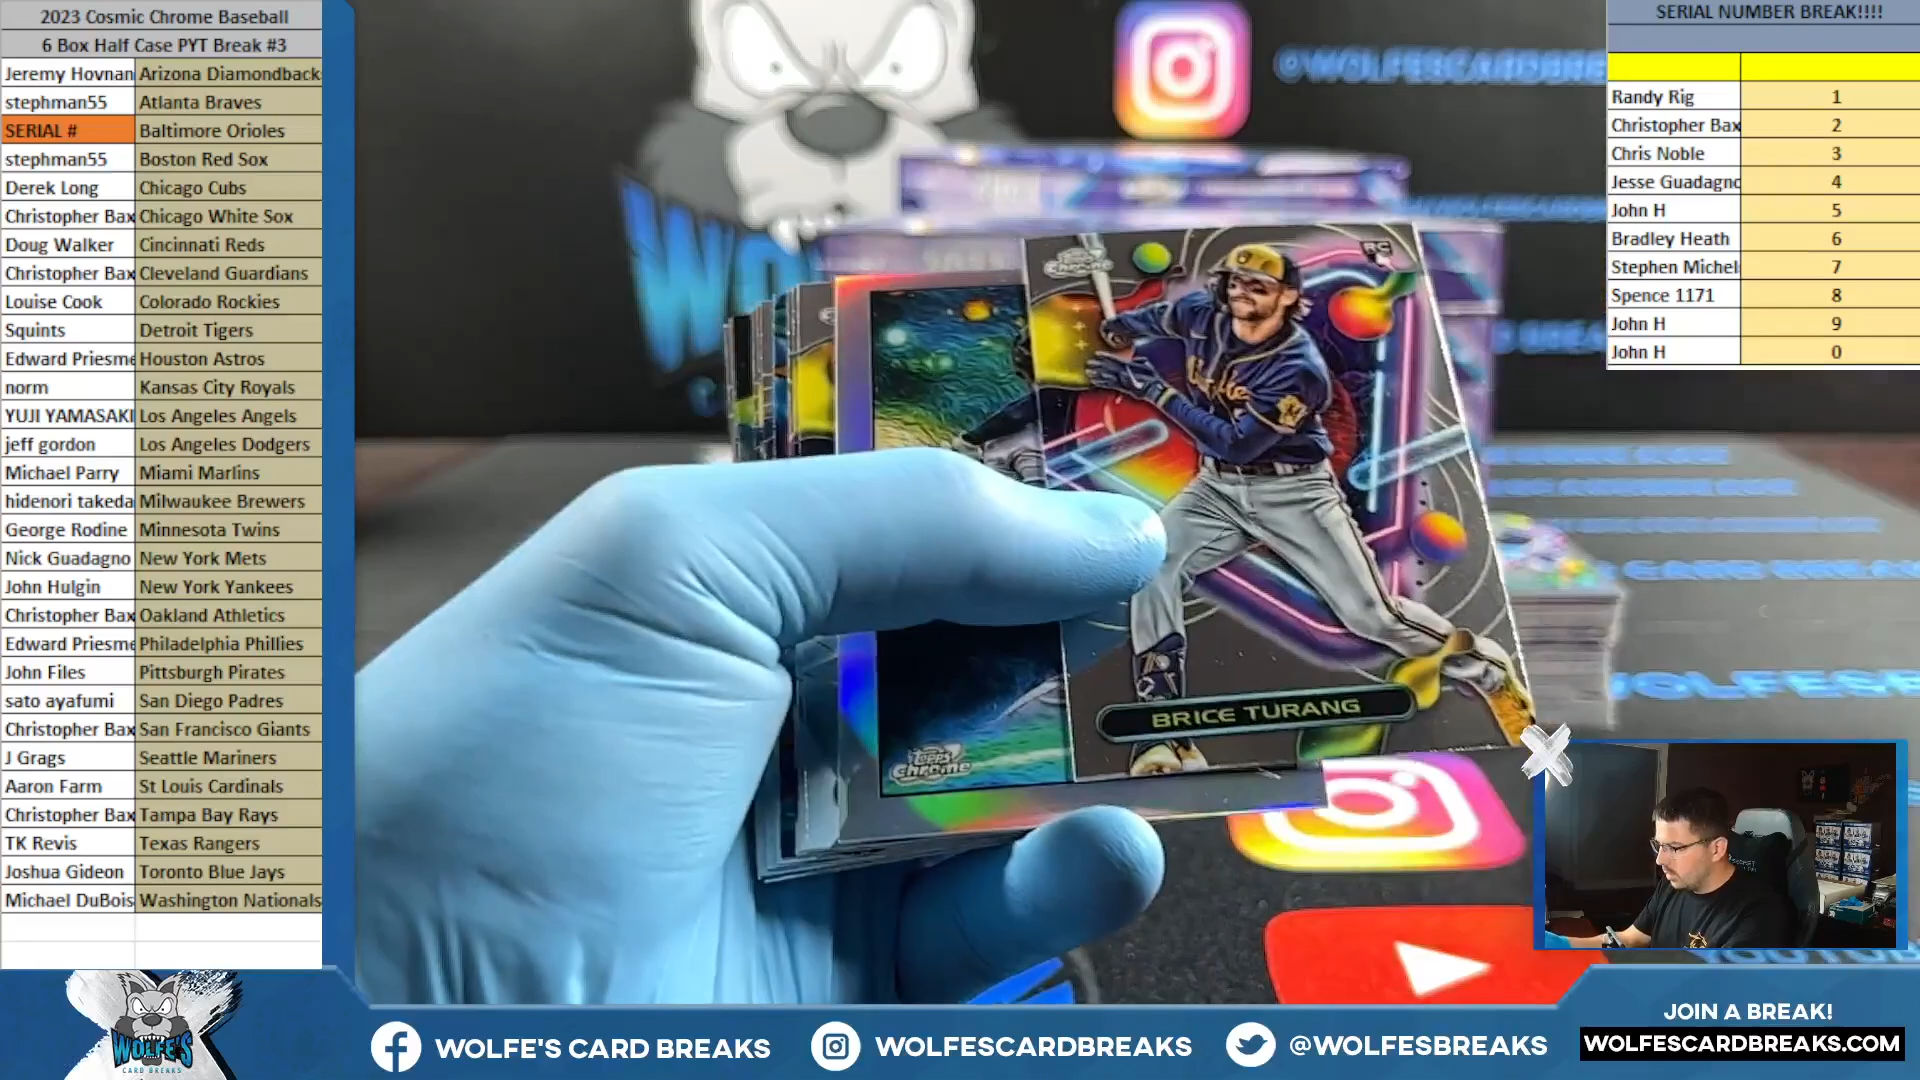 2023 Cosmic Chrome Baseball
6 Box Half Case PYT Break #3
Jeremy Hovnan Arizona Diamondback
stephman55 Atlanta Braves
SERIAL # Baltimore Orioles
stephman55 Boston Red Sox
Derek Long Chicago Cubs
Christopher Bax Chicago White Sox
Doug Walker Cincinnati Reds
Christopher Bax Cleveland Guardians
Louise Cook Colorado Rockies
Squints Detroit Tigers
Edward Priesme Houston Astros
norm Kansas City Royals
YUJI YAMASAKI Los Angeles Angels
jeff gordon Los Angeles Dodgers
Michael Parry Miami Marlins
hidenori takeda Milwaukee Brewers
George Rodine Minnesota Twins
Nick Guadagno New York Mets
John Hulgin New York Yankees
Christopher Bax Oakland Athletics
Edward Priesme Philadelphia Phillies
John Files Pittsburgh Pirates
sato ayafumi San Diego Padres
Christopher Bax San Francisco Giants
J Grags Seattle Mariners
Aaron Farm St Louis Cardinals
Christopher Bax Tampa Bay Rays
TK Revis Texas Rangers
Joshua Gideon Toronto Blue Jays
Michael DuBois Washington Nationals
SERIAL NUMBER BREAK!!!!
Randy Rig 1
Christopher Bax 2
Chris Noble 3
Jesse Guadagno 4
John H 5
Bradley Heath 6
Stephen Michel 7
Spence 1171 8
John H 9
John H 0
@WOLFESCARDBRE
Topps Chrome
RC
BRICE TURANG
Topps Chrome
WOLFE'S
CARD BREAKS
WOLFE'S CARD BREAKS
WOLFESCARDBREAKS
@WOLFESBREAKS
JOIN A BREAK!
WOLFESCARDBREAKS.COM